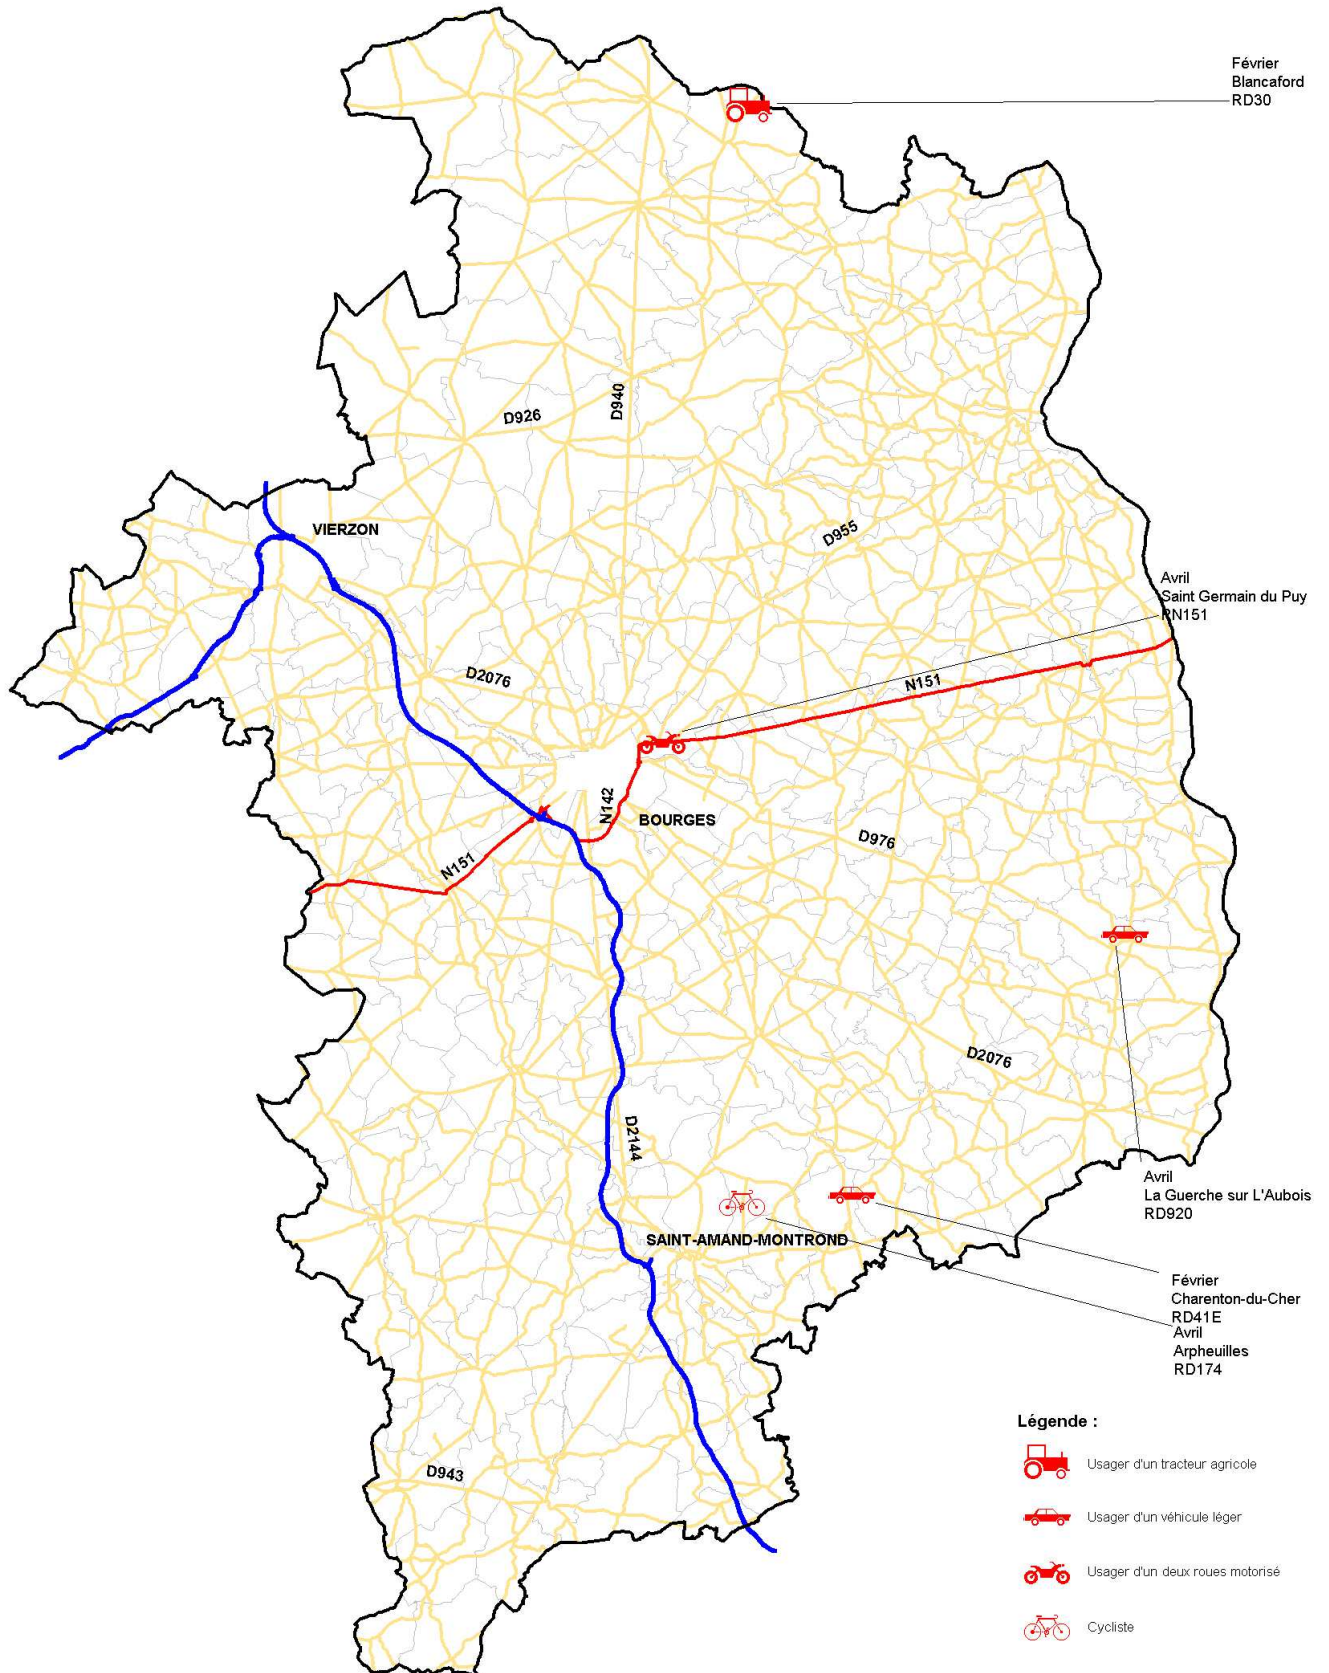 Février
Blancaford
RD30
D926
D940
VIERZON
D955
Avril
Saint Germain du Puy
RN151
D2076
N151
N142
BOURGES
D976
N151
D2076
D2144
Avril
La Guerche sur L'Aubois
RD920
SAINT-AMAND-MONTROND
Février
Charenton-du-Cher
RD41E
Avril
Arpheuilles
RD174
Légende :
Usager d'un tracteur agricole
D943
Usager d'un véhicule léger
Usager d'un deux roues motorisé
Cycliste